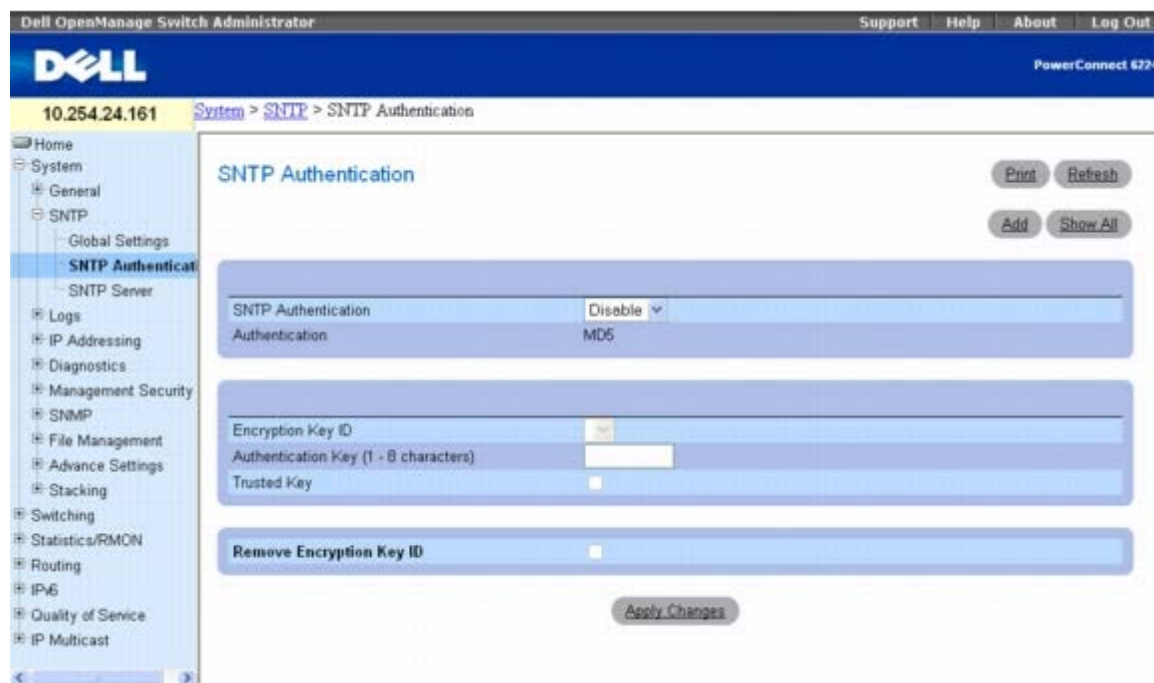 Dell OpenManage Switch Administrator
Support Help About Log Out
DELL
PowerConnect 6224
10.254.24.161
System > SNTP > SNTP Authentication
Home
System
General
SNTP
Global Settings
SNTP Authenticati
SNTP Server
Logs
IP Addressing
Diagnostics
Management Security
SNMP
File Management
Advance Settings
Stacking
Switching
Statistics/RMON
Routing
IPv6
Quality of Service
IP Multicast
SNTP Authentication
Print Refresh
Add Show All
SNTP Authentication Disable
Authentication MD5
Encryption Key ID
Authentication Key (1 - 8 characters)
Trusted Key
Remove Encryption Key ID
Apply Changes